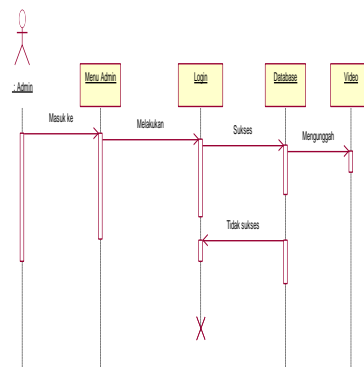 : Admin
Menu Admin
Login
Database
Video
Masuk ke
Melakukan
Sukses
Mengunggah
Tidak sukses